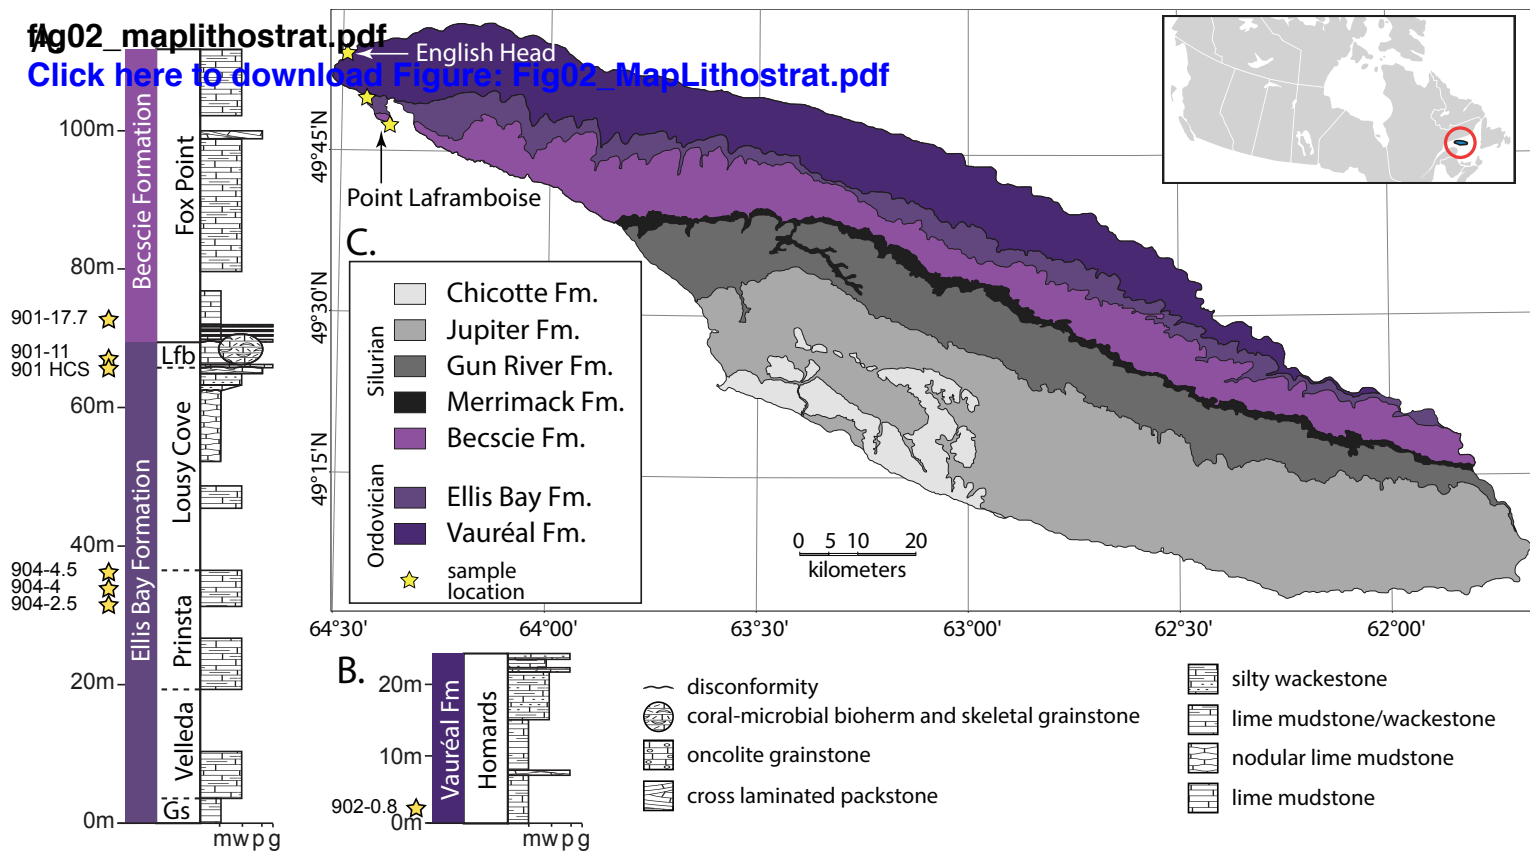 fig02_maplithostrat.pdf
Click here to download Figure: Fig02_MapLithostrat.pdf
A.
Becscie Formation
Ellis Bay Formation
Fox Point
Lfb
Lousy Cove
Prinsta
Velleda
Gs
100m
80m
60m
40m
20m
0m
901-17.7
901-11
901 HCS
904-4.5
904-4
904-2.5
m w p g
English Head
Point Laframboise
49°45'N
49°30'N
49°15'N
64°30'
64°00'
63°30'
63°00'
62°30'
62°00'
C.
Silurian
Chicotte Fm.
Jupiter Fm.
Gun River Fm.
Merrimack Fm.
Becscie Fm.
Ordovician
Ellis Bay Fm.
Vauréal Fm.
sample
location
0 5 10 20
kilometers
B.
Vauréal Fm
Homards
20m
10m
0m
902-0.8
m w p g
disconformity
coral-microbial bioherm and skeletal grainstone
oncolite grainstone
cross laminated packstone
silty wackestone
lime mudstone/wackestone
nodular lime mudstone
lime mudstone